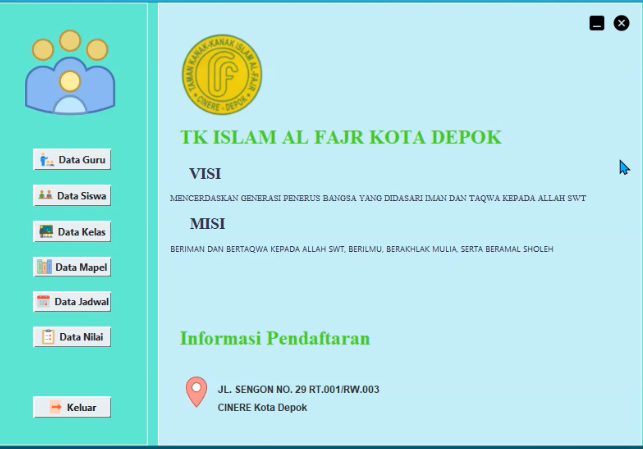 TAMAN KANAK-KANAK ISLAM AL-FAJR
CINERE - DEPOK
TK ISLAM AL FAJR KOTA DEPOK
VISI
MENCERDASKAN GENERASI PENERUS BANGSA YANG DIDASARI IMAN DAN TAQWA KEPADA ALLAH SWT
MISI
BERIMAN DAN BERTAQWA KEPADA ALLAH SWT, BERILMU, BERAKHLAK MULIA, SERTA BERAMAL SHOLEH
Informasi Pendaftaran
JL. SENGON NO. 29 RT.001/RW.003
CINERE Kota Depok
Data Guru
Data Siswa
Data Kelas
Data Mapel
Data Jadwal
Data Nilai
Keluar